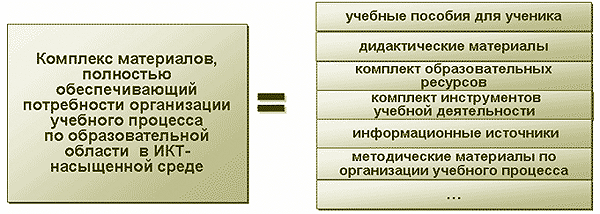 Комплекс материалов,
полностью
обеспечивающий
потребности организации
учебного процесса
по образовательной
области в ИКТ-
насыщенной среде
=
учебные пособия для ученика
дидактические материалы
комплект образовательных
ресурсов
комплект инструментов
учебной деятельности
информационные источники
методические материалы по
организации учебного процесса
...